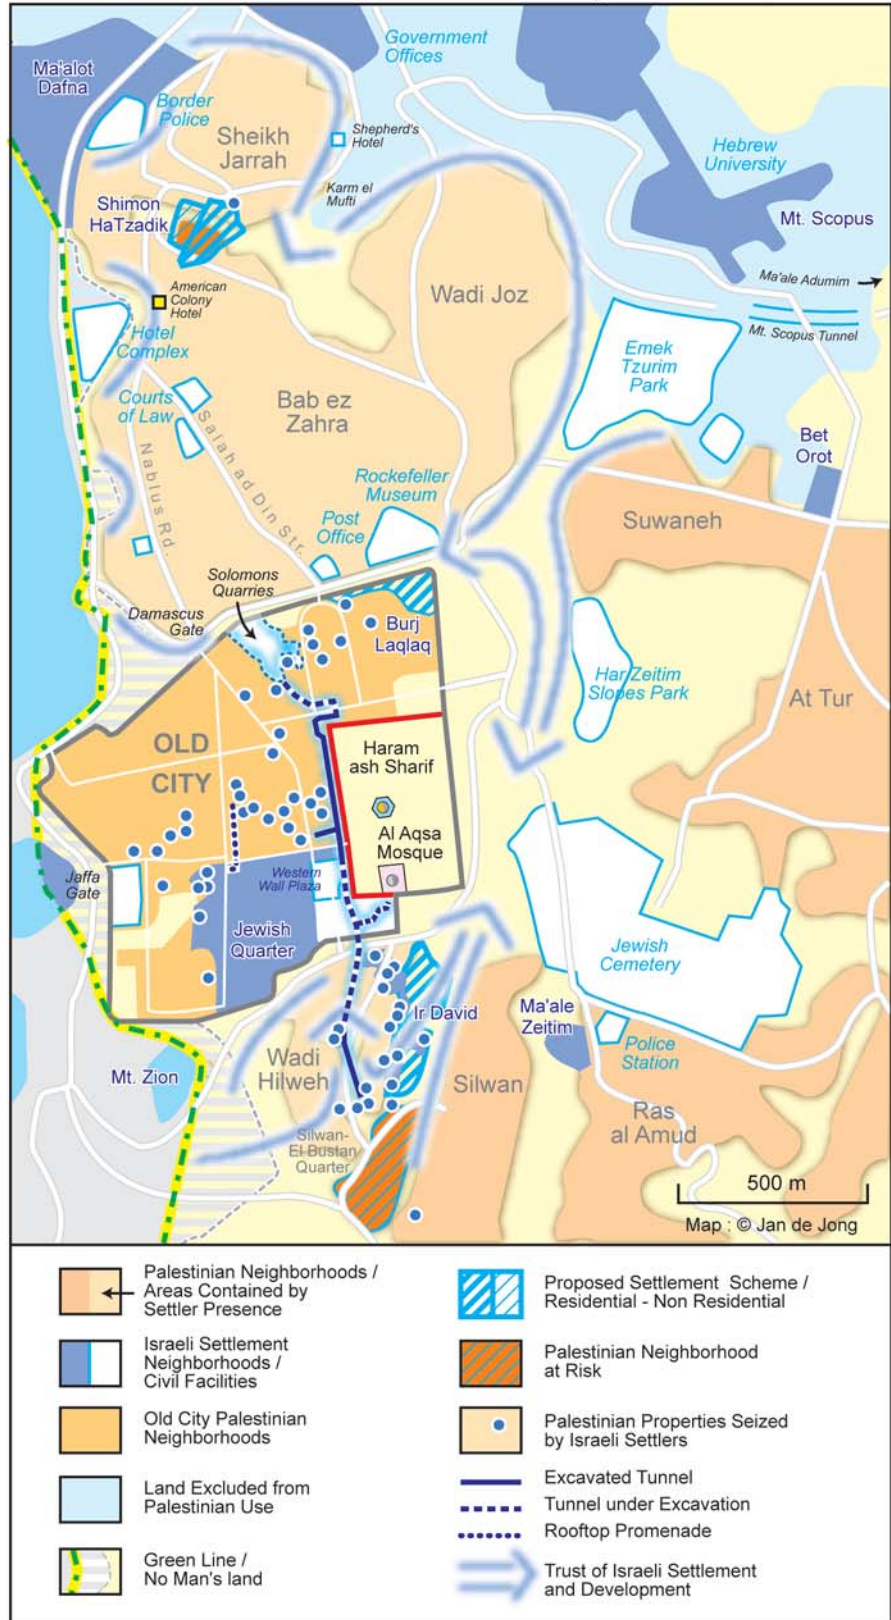 Government
Offices
Ma'alot
Dafna
Border
Police
Shepherd's
Hotel
Sheikh
Jarrah
Hebrew
University
Karm el
Mufti
Shimon
HaTzadik
Mt. Scopus
Ma'ale Adumim
American
Colony
Hotel
Wadi Joz
Mt. Scopus Tunnel
Hotel
Complex
Emek
Tzurim
Park
Courts
of Law
Bab ez
Zahra
Salah ad Din Str.
Nablus Rd.
Bet
Orot
Rockefeller
Museum
Post
Office
Suwaneh
Solomons
Quarries
Damascus
Gate
Burj
Laqlaq
Har Zeitim
Slopes Park
At Tur
OLD
CITY
Haram
ash Sharif
Al Aqsa
Mosque
Jaffa
Gate
Western
Wall Plaza
Jewish
Quarter
Jewish
Cemetery
Ir David
Ma'ale
Zeitim
Police
Station
Wadi
Hilweh
Mt. Zion
Silwan
Ras
al Amud
Silwan-
El Bustan
Quarter
500 m
Map : © Jan de Jong
Palestinian Neighborhoods /
Areas Contained by
Settler Presence
Israeli Settlement
Neighborhoods /
Civil Facilities
Old City Palestinian
Neighborhoods
Land Excluded from
Palestinian Use
Green Line /
No Man's land
Proposed Settlement Scheme /
Residential - Non Residential
Palestinian Neighborhood
at Risk
Palestinian Properties Seized
by Israeli Settlers
Excavated Tunnel
Tunnel under Excavation
Rooftop Promenade
Trust of Israeli Settlement
and Development